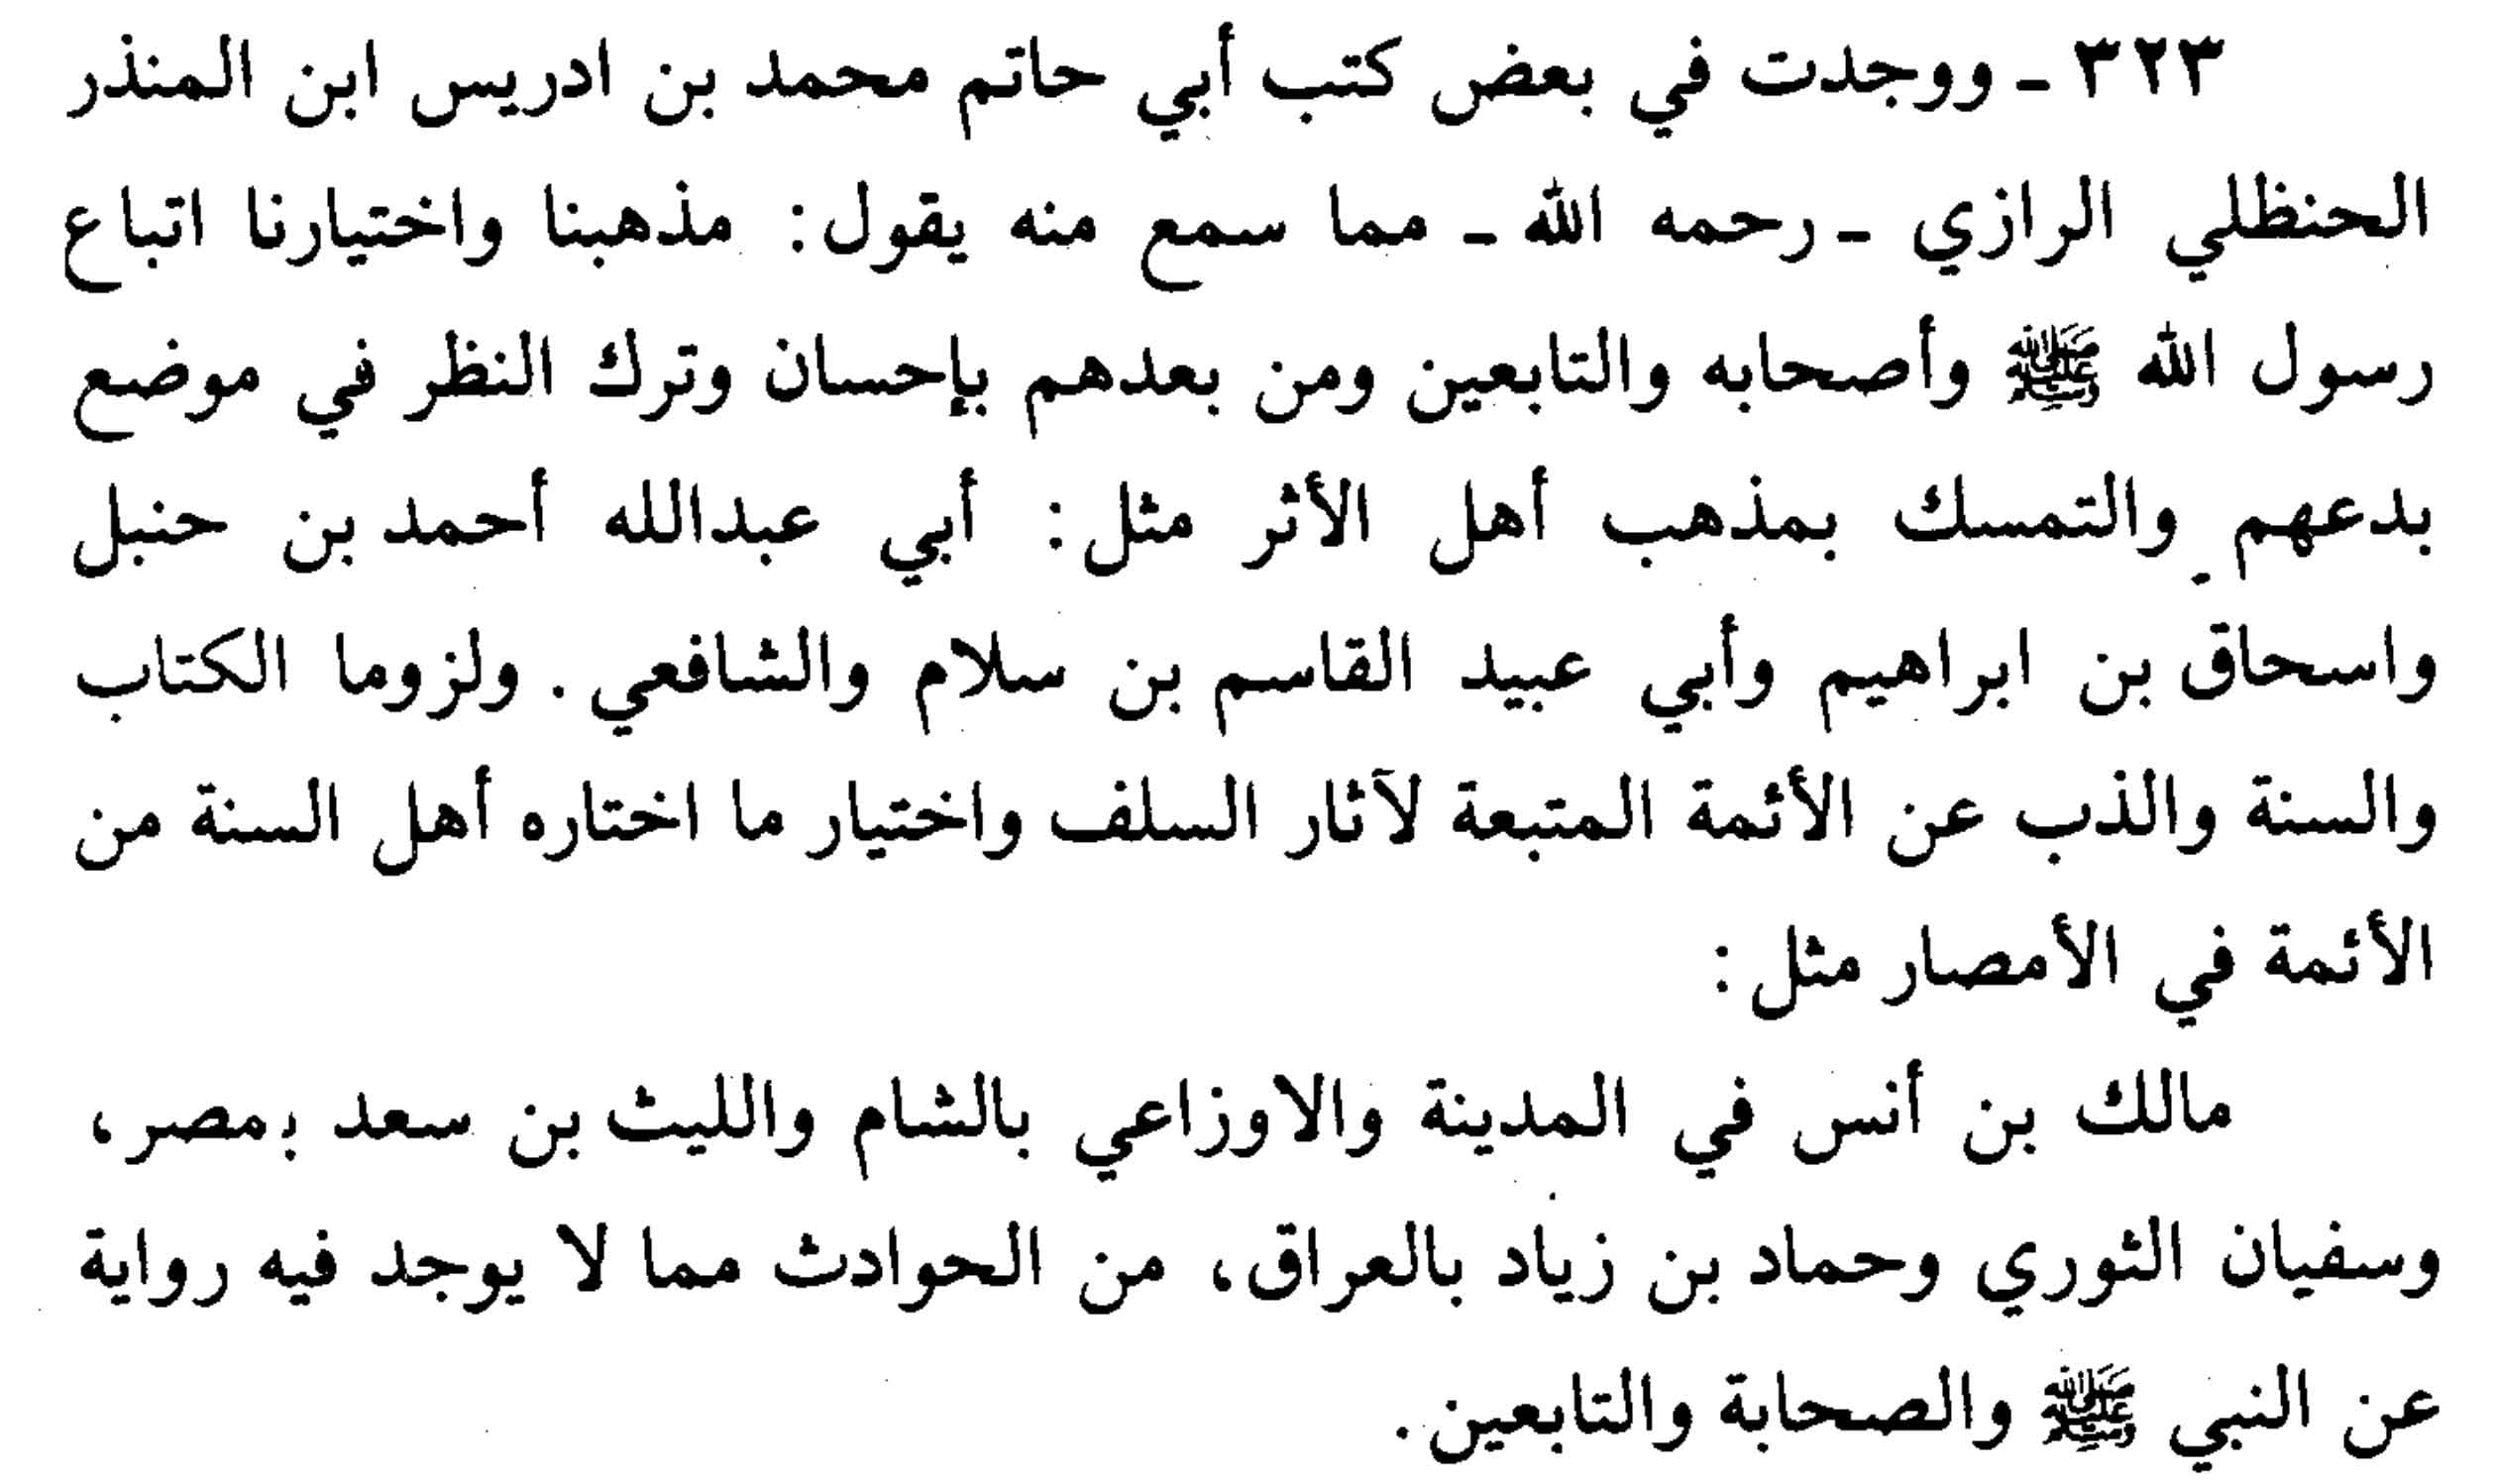 ٣٢٣ ـ ووجدت في بعض كتب أبي حاتم محمد بن ادريس ابن المنذر
الحنظلي الرازي ـ رحمه الله ـ مما سمع منه يقول: مذهبنا واختيارنا اتباع
رسول الله ﷺ وأصحابه والتابعين ومن بعدهم بإحسان وترك النظر في موضع
بدعهم والتمسك بمذهب أهل الأثر مثل: أبي عبدالله أحمد بن حنبل
واسحاق بن ابراهيم وأبي عبيد القاسم بن سلام والشافعي. ولزوما الكتاب
والسنة والذب عن الأئمة المتبعة لآثار السلف واختيار ما اختاره أهل السنة من
الأئمة في الأمصار مثل:
مالك بن أنس في المدينة والاوزاعي بالشام والليث بن سعد بمصر،
وسفيان الثوري وحماد بن زياد بالعراق، من الحوادث مما لا يوجد فيه رواية
عن النبي ﷺ والصحابة والتابعين.